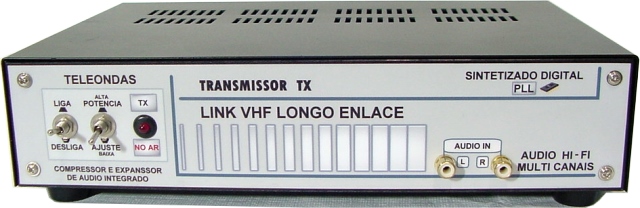 TELEONDAS
LIGA
ALTA
POTENCIA
TX
DESLIGA
AJUSTE
BAIXA
NO AR
COMPRESSOR E EXPANSSOR
DE AUDIO INTEGRADO
TRANSMISSOR TX
LINK VHF LONGO ENLACE
SINTETIZADO DIGITAL
PLL
AUDIO IN
L R
AUDIO HI-FI
MULTI CANAIS